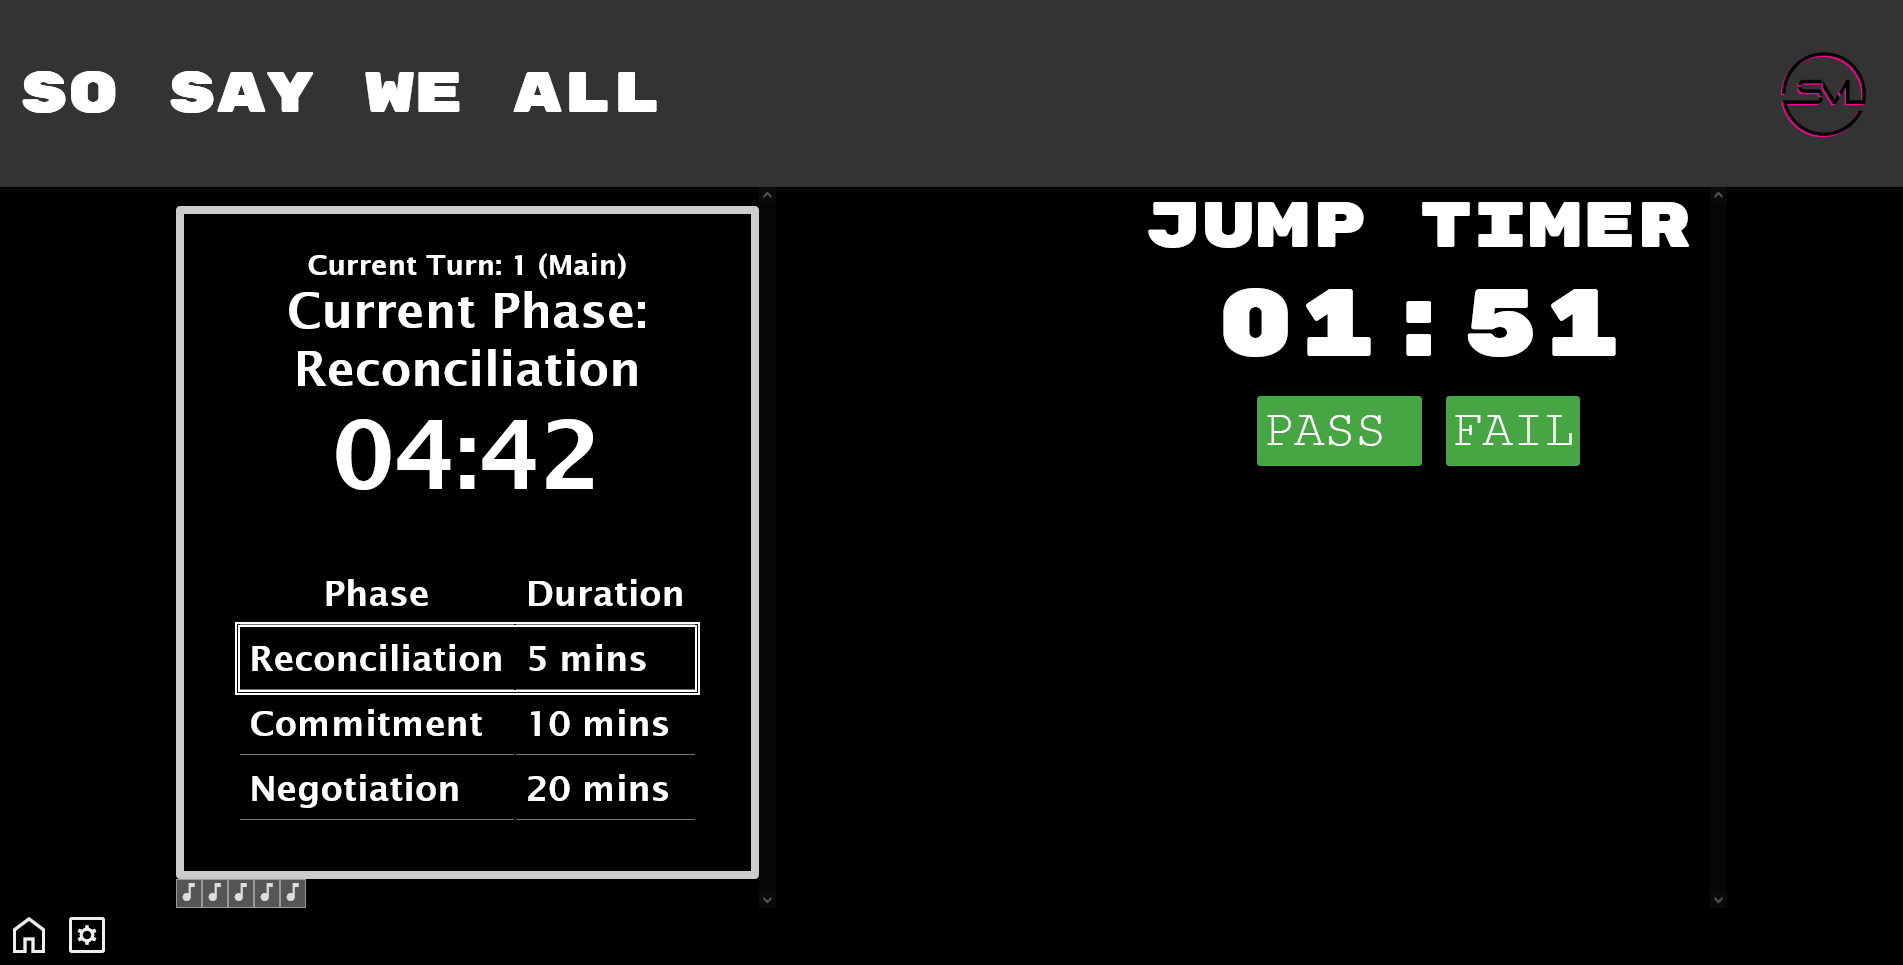 SO SAY WE ALL
SVL
Current Turn: 1 (Main)
Current Phase:
Reconciliation
04:42
Phase Duration
Reconciliation 5 mins
Commitment 10 mins
Negotiation 20 mins
JUMP TIMER
01:51
PASS FAIL